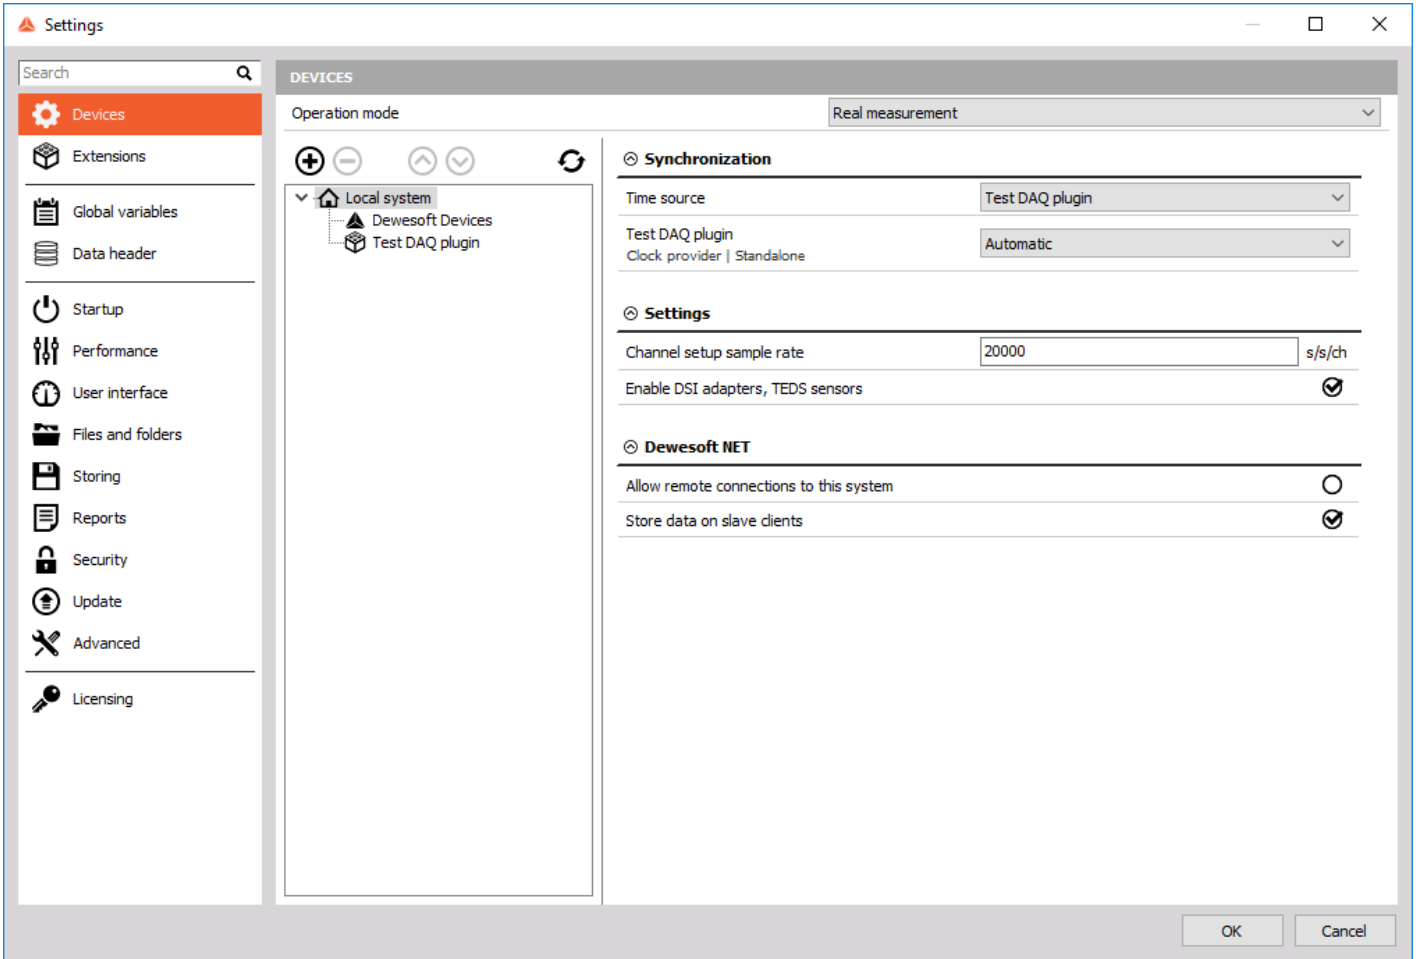 Settings
Search
Devices
Extensions
Global variables
Data header
Startup
Performance
User interface
Files and folders
Storing
Reports
Security
Update
Advanced
Licensing
DEVICES
Operation mode
Real measurement
Local system
Dewesoft Devices
Test DAQ plugin
Synchronization
Time source
Test DAQ plugin
Test DAQ plugin
Clock provider | Standalone
Automatic
Settings
Channel setup sample rate
20000
s/s/ch
Enable DSI adapters, TEDS sensors
Dewesoft NET
Allow remote connections to this system
Store data on slave clients
OK
Cancel